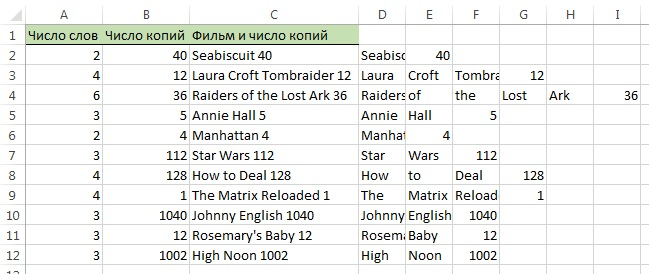 A B C D E F G H I
1 Число слов Число копий Фильм и число копий
2 2 40 Seabiscuit 40 Seabisc 40
3 4 12 Laura Croft Tombraider 12 Laura Croft Tombra 12
4 6 36 Raiders of the Lost Ark 36 Raiders of the Lost Ark 36
5 3 5 Annie Hall 5 Annie Hall 5
6 2 4 Manhattan 4 Manhat 4
7 3 112 Star Wars 112 Star Wars 112
8 4 128 How to Deal 128 How to Deal 128
9 4 1 The Matrix Reloaded 1 The Matrix Reload 1
10 3 1040 Johnny English 1040 Johnny English 1040
11 3 12 Rosemary's Baby 12 Rosema Baby 12
12 3 1002 High Noon 1002 High Noon 1002